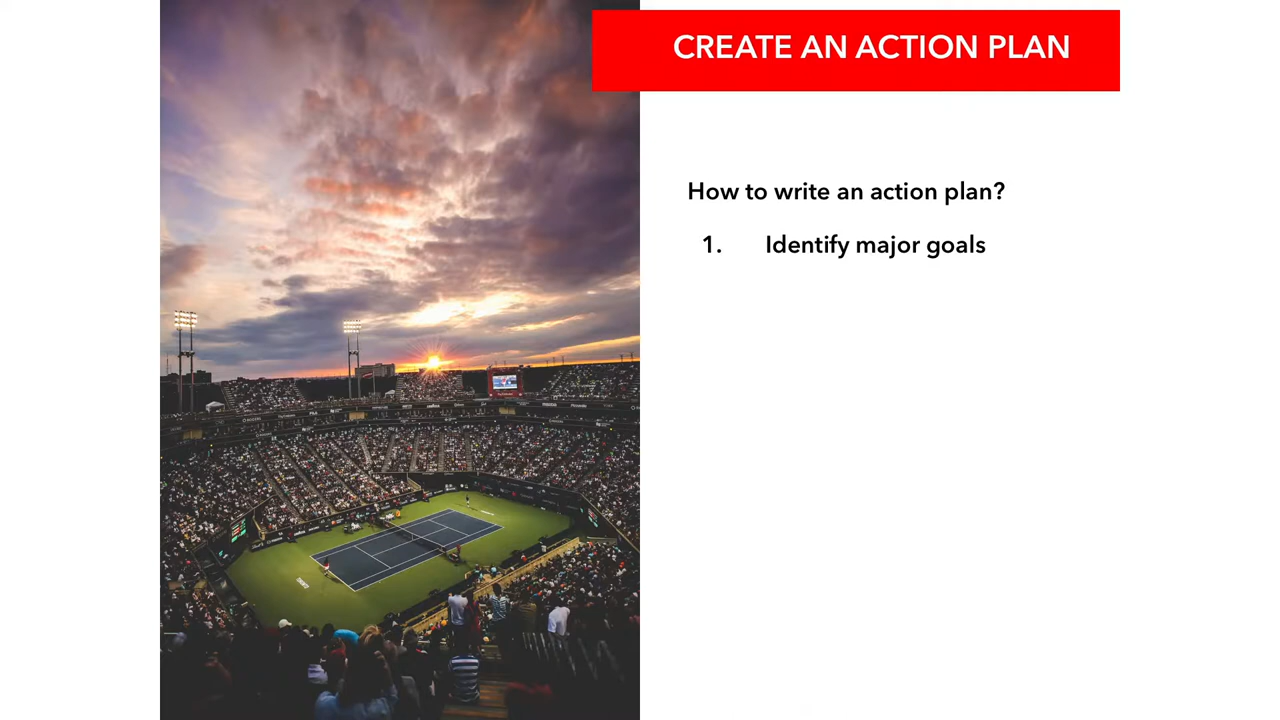 CREATE AN ACTION PLAN
How to write an action plan?
1. Identify major goals